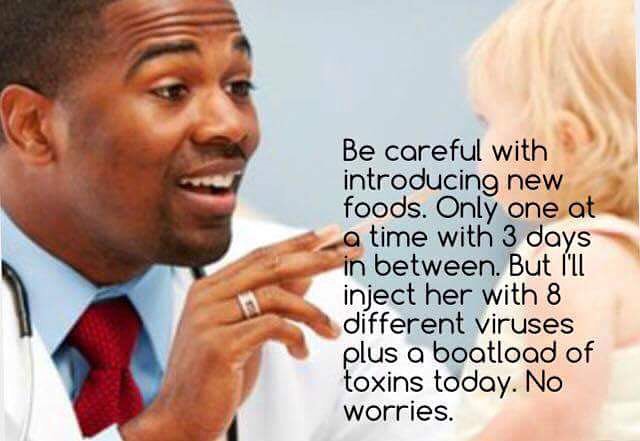 Be careful with
introducing new
foods. Only one at
a time with 3 days
in between. But I'll
inject her with 8
different viruses
plus a boatload of
toxins today. No
worries.